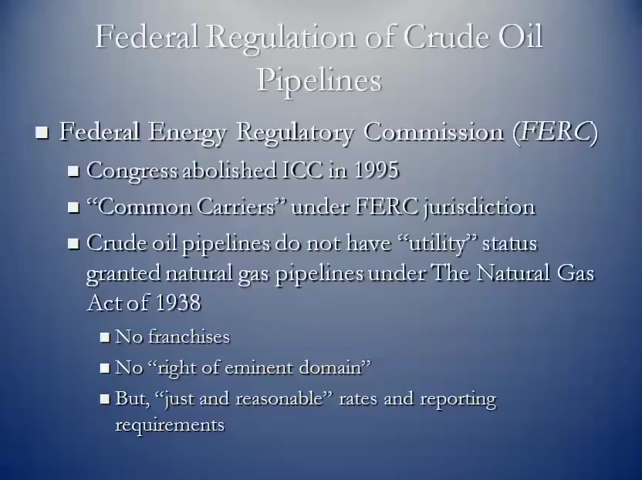 Federal Regulation of Crude Oil
Pipelines
Federal Energy Regulatory Commission (FERC)
Congress abolished ICC in 1995
“Common Carriers” under FERC jurisdiction
Crude oil pipelines do not have “utility” status
granted natural gas pipelines under The Natural Gas
Act of 1938
No franchises
No “right of eminent domain”
But, “just and reasonable” rates and reporting
requirements